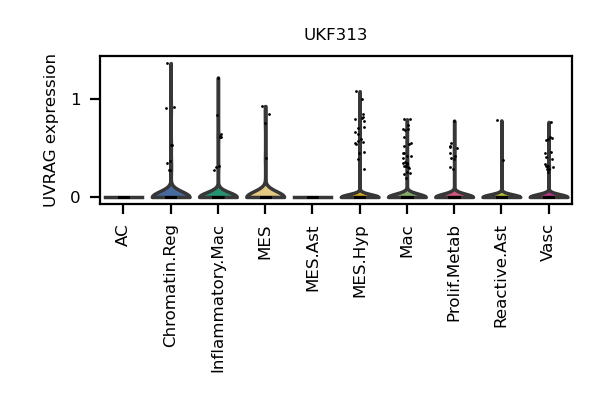 UKF313
UVRAG expression
1
0
AC
Chromatin.Reg
Inflammatory.Mac
MES
MES.Ast
MES.Hyp
Mac
Prolif.Metab
Reactive.Ast
Vasc